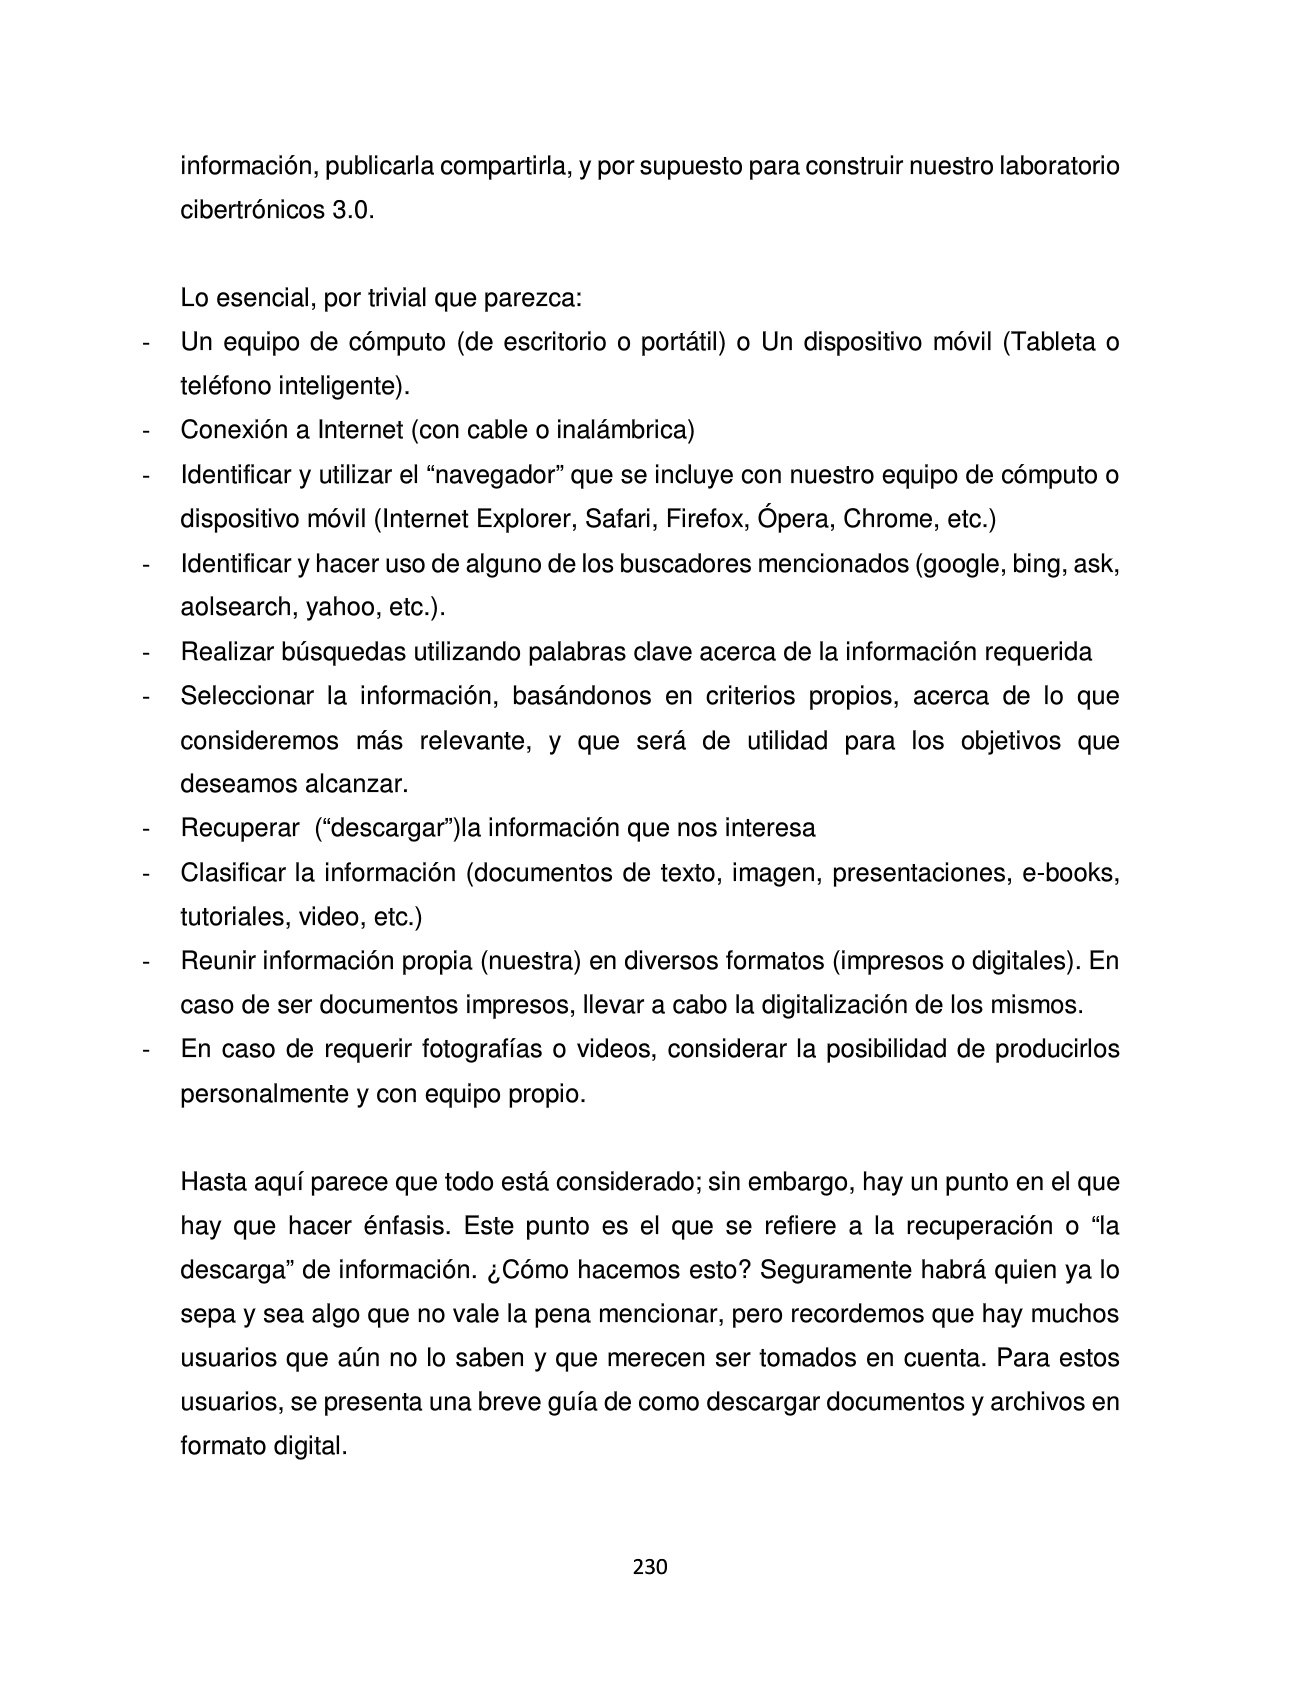 información, publicarla compartirla, y por supuesto para construir nuestro laboratorio
cibertrónicos 3.0.
Lo esencial, por trivial que parezca:
- Un equipo de cómputo (de escritorio o portátil) o Un dispositivo móvil (Tableta o
teléfono inteligente).
- Conexión a Internet (con cable o inalámbrica)
- Identificar y utilizar el “navegador” que se incluye con nuestro equipo de cómputo o
dispositivo móvil (Internet Explorer, Safari, Firefox, Ópera, Chrome, etc.)
- Identificar y hacer uso de alguno de los buscadores mencionados (google, bing, ask,
aolsearch, yahoo, etc.).
- Realizar búsquedas utilizando palabras clave acerca de la información requerida
- Seleccionar la información, basándonos en criterios propios, acerca de lo que
consideremos más relevante, y que será de utilidad para los objetivos que
deseamos alcanzar.
- Recuperar  (“descargar”)la información que nos interesa
- Clasificar la información (documentos de texto, imagen, presentaciones, e-books,
tutoriales, video, etc.)
- Reunir información propia (nuestra) en diversos formatos (impresos o digitales). En
caso de ser documentos impresos, llevar a cabo la digitalización de los mismos.
- En caso de requerir fotografías o videos, considerar la posibilidad de producirlos
personalmente y con equipo propio.
Hasta aquí parece que todo está considerado; sin embargo, hay un punto en el que
hay que hacer énfasis. Este punto es el que se refiere a la recuperación o “la
descarga” de información. ¿Cómo hacemos esto? Seguramente habrá quien ya lo
sepa y sea algo que no vale la pena mencionar, pero recordemos que hay muchos
usuarios que aún no lo saben y que merecen ser tomados en cuenta. Para estos
usuarios, se presenta una breve guía de como descargar documentos y archivos en
formato digital.
230